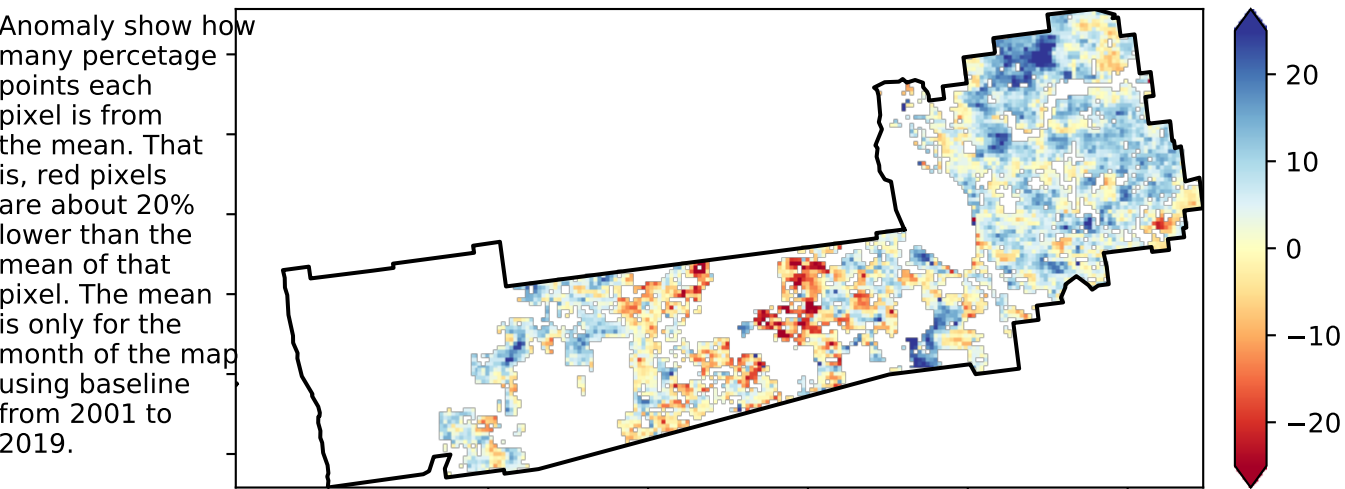 Anomaly show how
many percetage
points each
pixel is from
the mean. That
is, red pixels
are about 20%
lower than the
mean of that
pixel. The mean
is only for the
month of the map
using baseline
from 2001 to
2019.
20
10
0
−10
−20